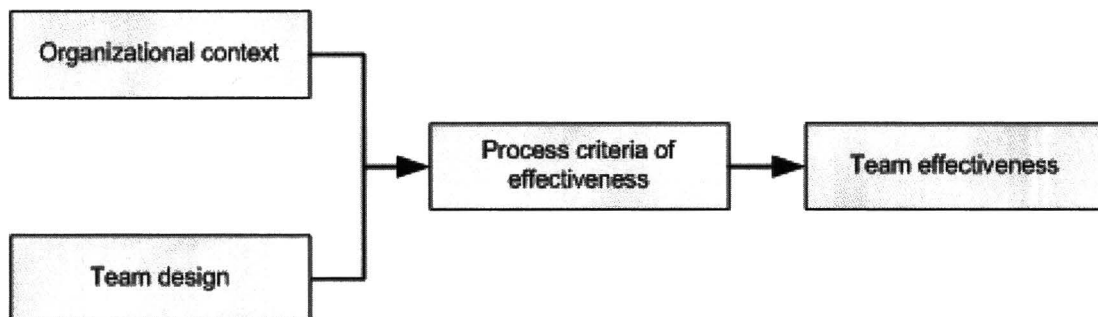 Organizational context
Process criteria of
effectiveness
Team effectiveness
Team design